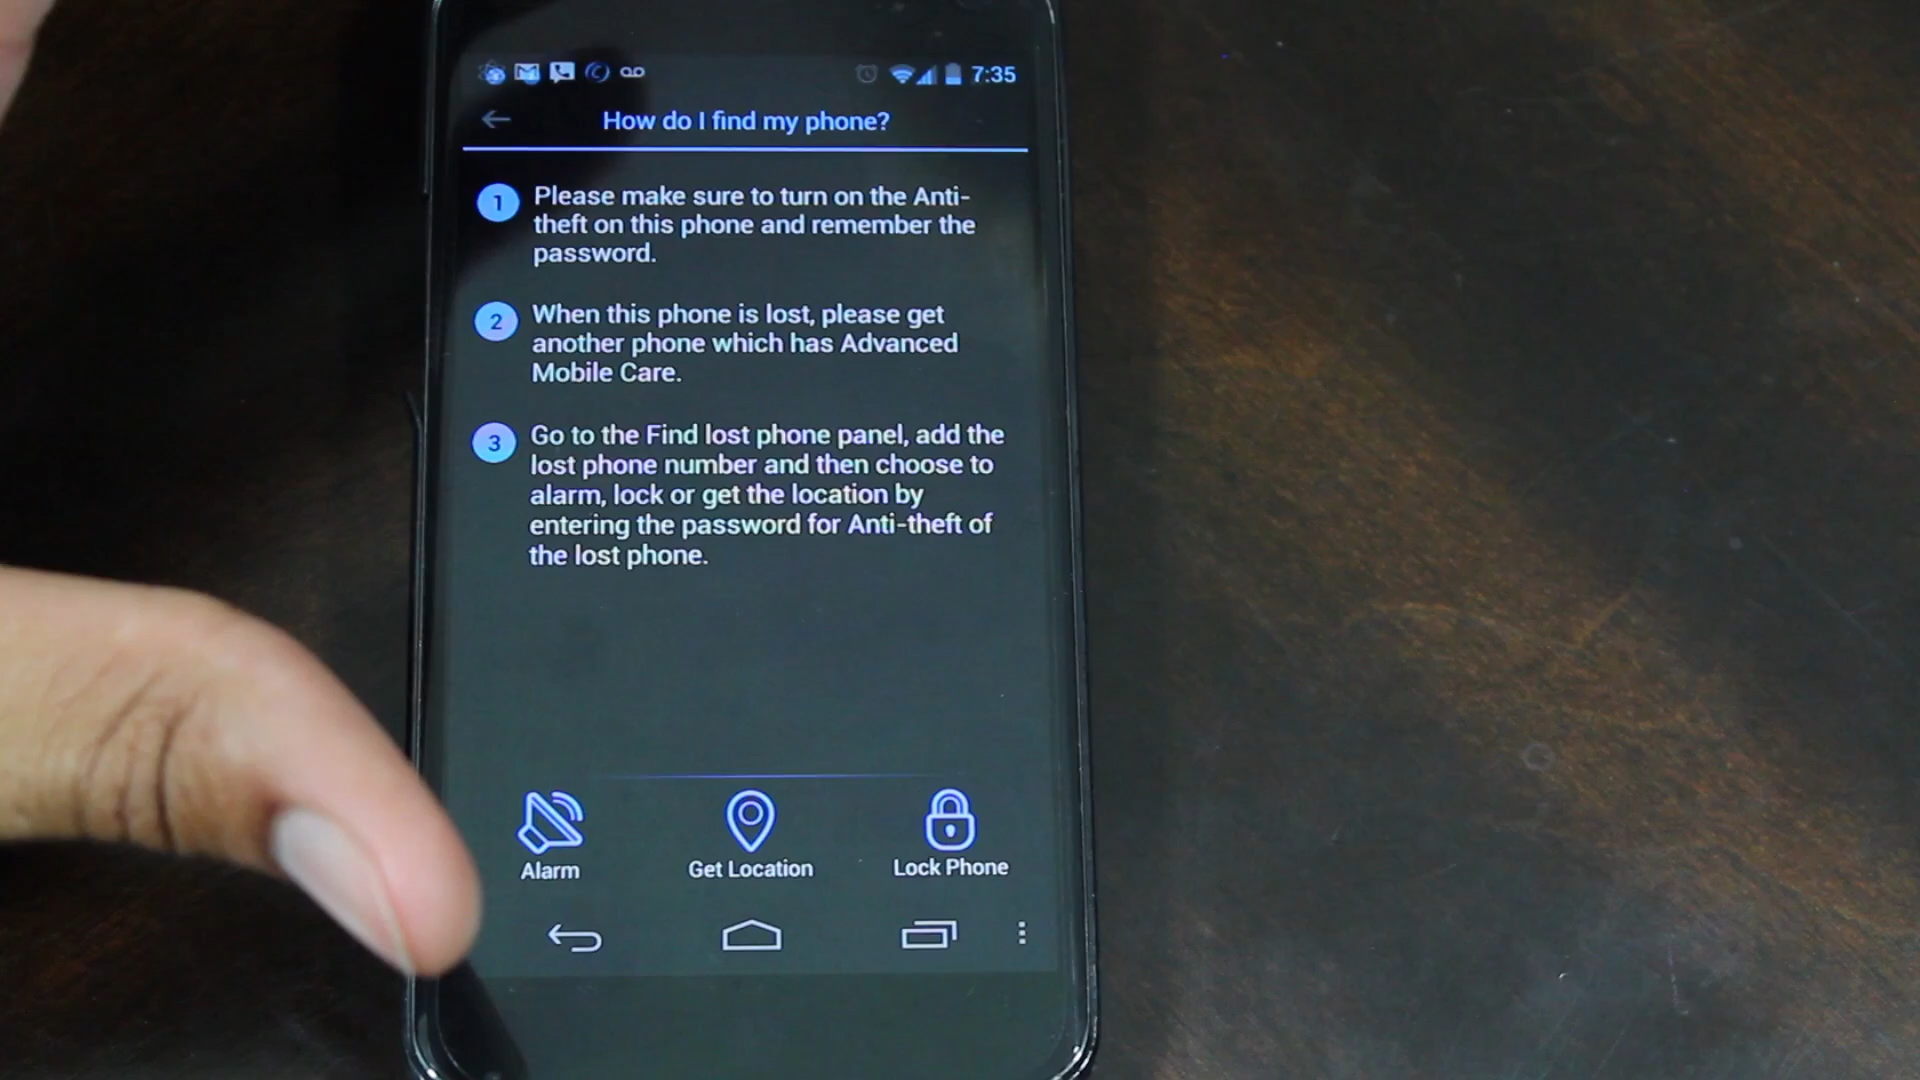 7:35
How do I find my phone?
1 Please make sure to turn on the Anti-
theft on this phone and remember the
password.
2 When this phone is lost, please get
another phone which has Advanced
Mobile Care.
3 Go to the Find lost phone panel, add the
lost phone number and then choose to
alarm, lock or get the location by
entering the password for Anti-theft of
the lost phone.
Alarm Get Location Lock Phone